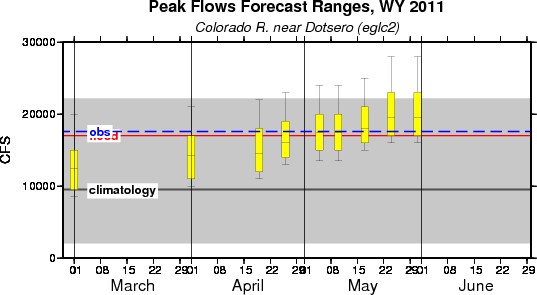 Peak Flows Forecast Ranges, WY 2011
Colorado R. near Dotsero (eglc2)
30000
20000
10000
0
CFS
obs
flood
climatology
01 08 15 22 29 01 08 15 22 29 01 08 15 22 29 01 08 15 22 29
March April May June